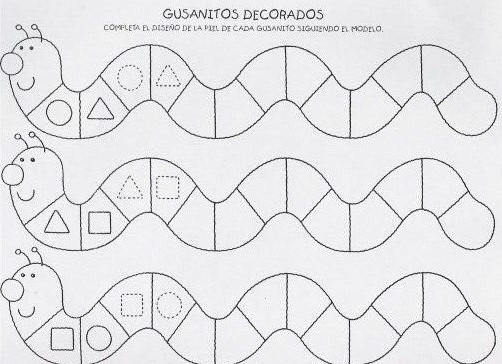 GUSANITOS DECORADOS
COMPLETA EL DISEÑO DE LA PIEL DE CADA GUSANITO SIGUIENDO EL MODELO.